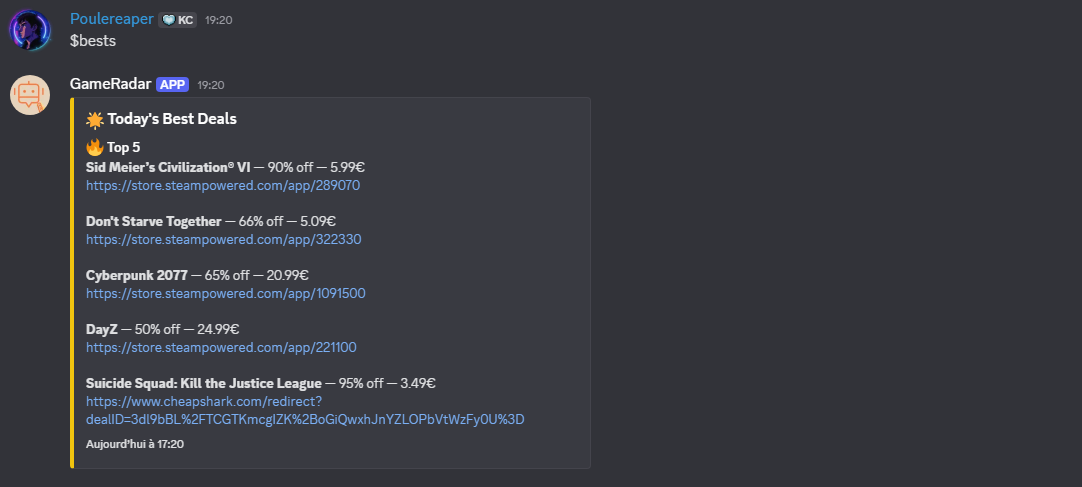 Poulereaper KC 19:20
$bests
GameRadar APP 19:20
🌟 Today's Best Deals
🔥 Top 5
Sid Meier’s Civilization® VI — 90% off — 5.99€
https://store.steampowered.com/app/289070
Don't Starve Together — 66% off — 5.09€
https://store.steampowered.com/app/322330
Cyberpunk 2077 — 65% off — 20.99€
https://store.steampowered.com/app/1091500
DayZ — 50% off — 24.99€
https://store.steampowered.com/app/221100
Suicide Squad: Kill the Justice League — 95% off — 3.49€
https://www.cheapshark.com/redirect?
dealID=3dl9bBL%2FTCGTKmcgIZK%2BoGiQwxhJnYZLOPbVtWzFy0U%3D
Aujourd’hui à 17:20